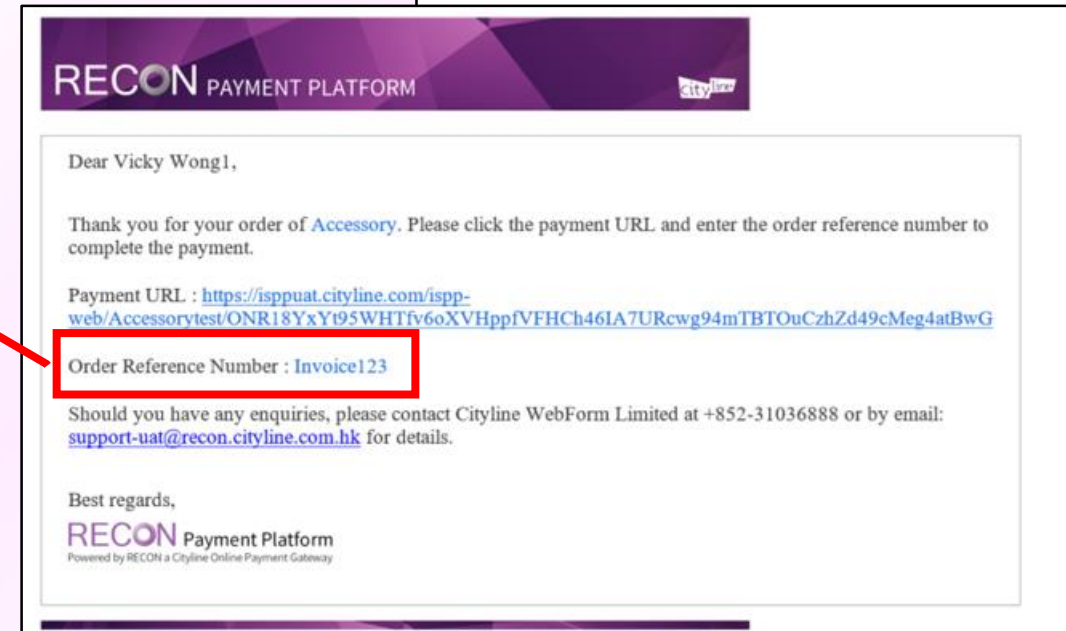 RECON PAYMENT PLATFORM
cityline
Dear Vicky Wong1,
Thank you for your order of Accessory. Please click the payment URL and enter the order reference number to
complete the payment.
Payment URL : https://isppuat.cityline.com/ispp-
web/Accessorytest/ONR18YxYt95WHTfv6oXVHppfVFHCh46IA7URcwg94mTBTOuCzhZd49cMeg4atBwG
Order Reference Number : Invoice123
Should you have any enquiries, please contact Cityline WebForm Limited at +852-31036888 or by email:
support-uat@recon.cityline.com.hk for details.
Best regards,
RECON Payment Platform
Powered by RECON a Cityline Online Payment Gateway